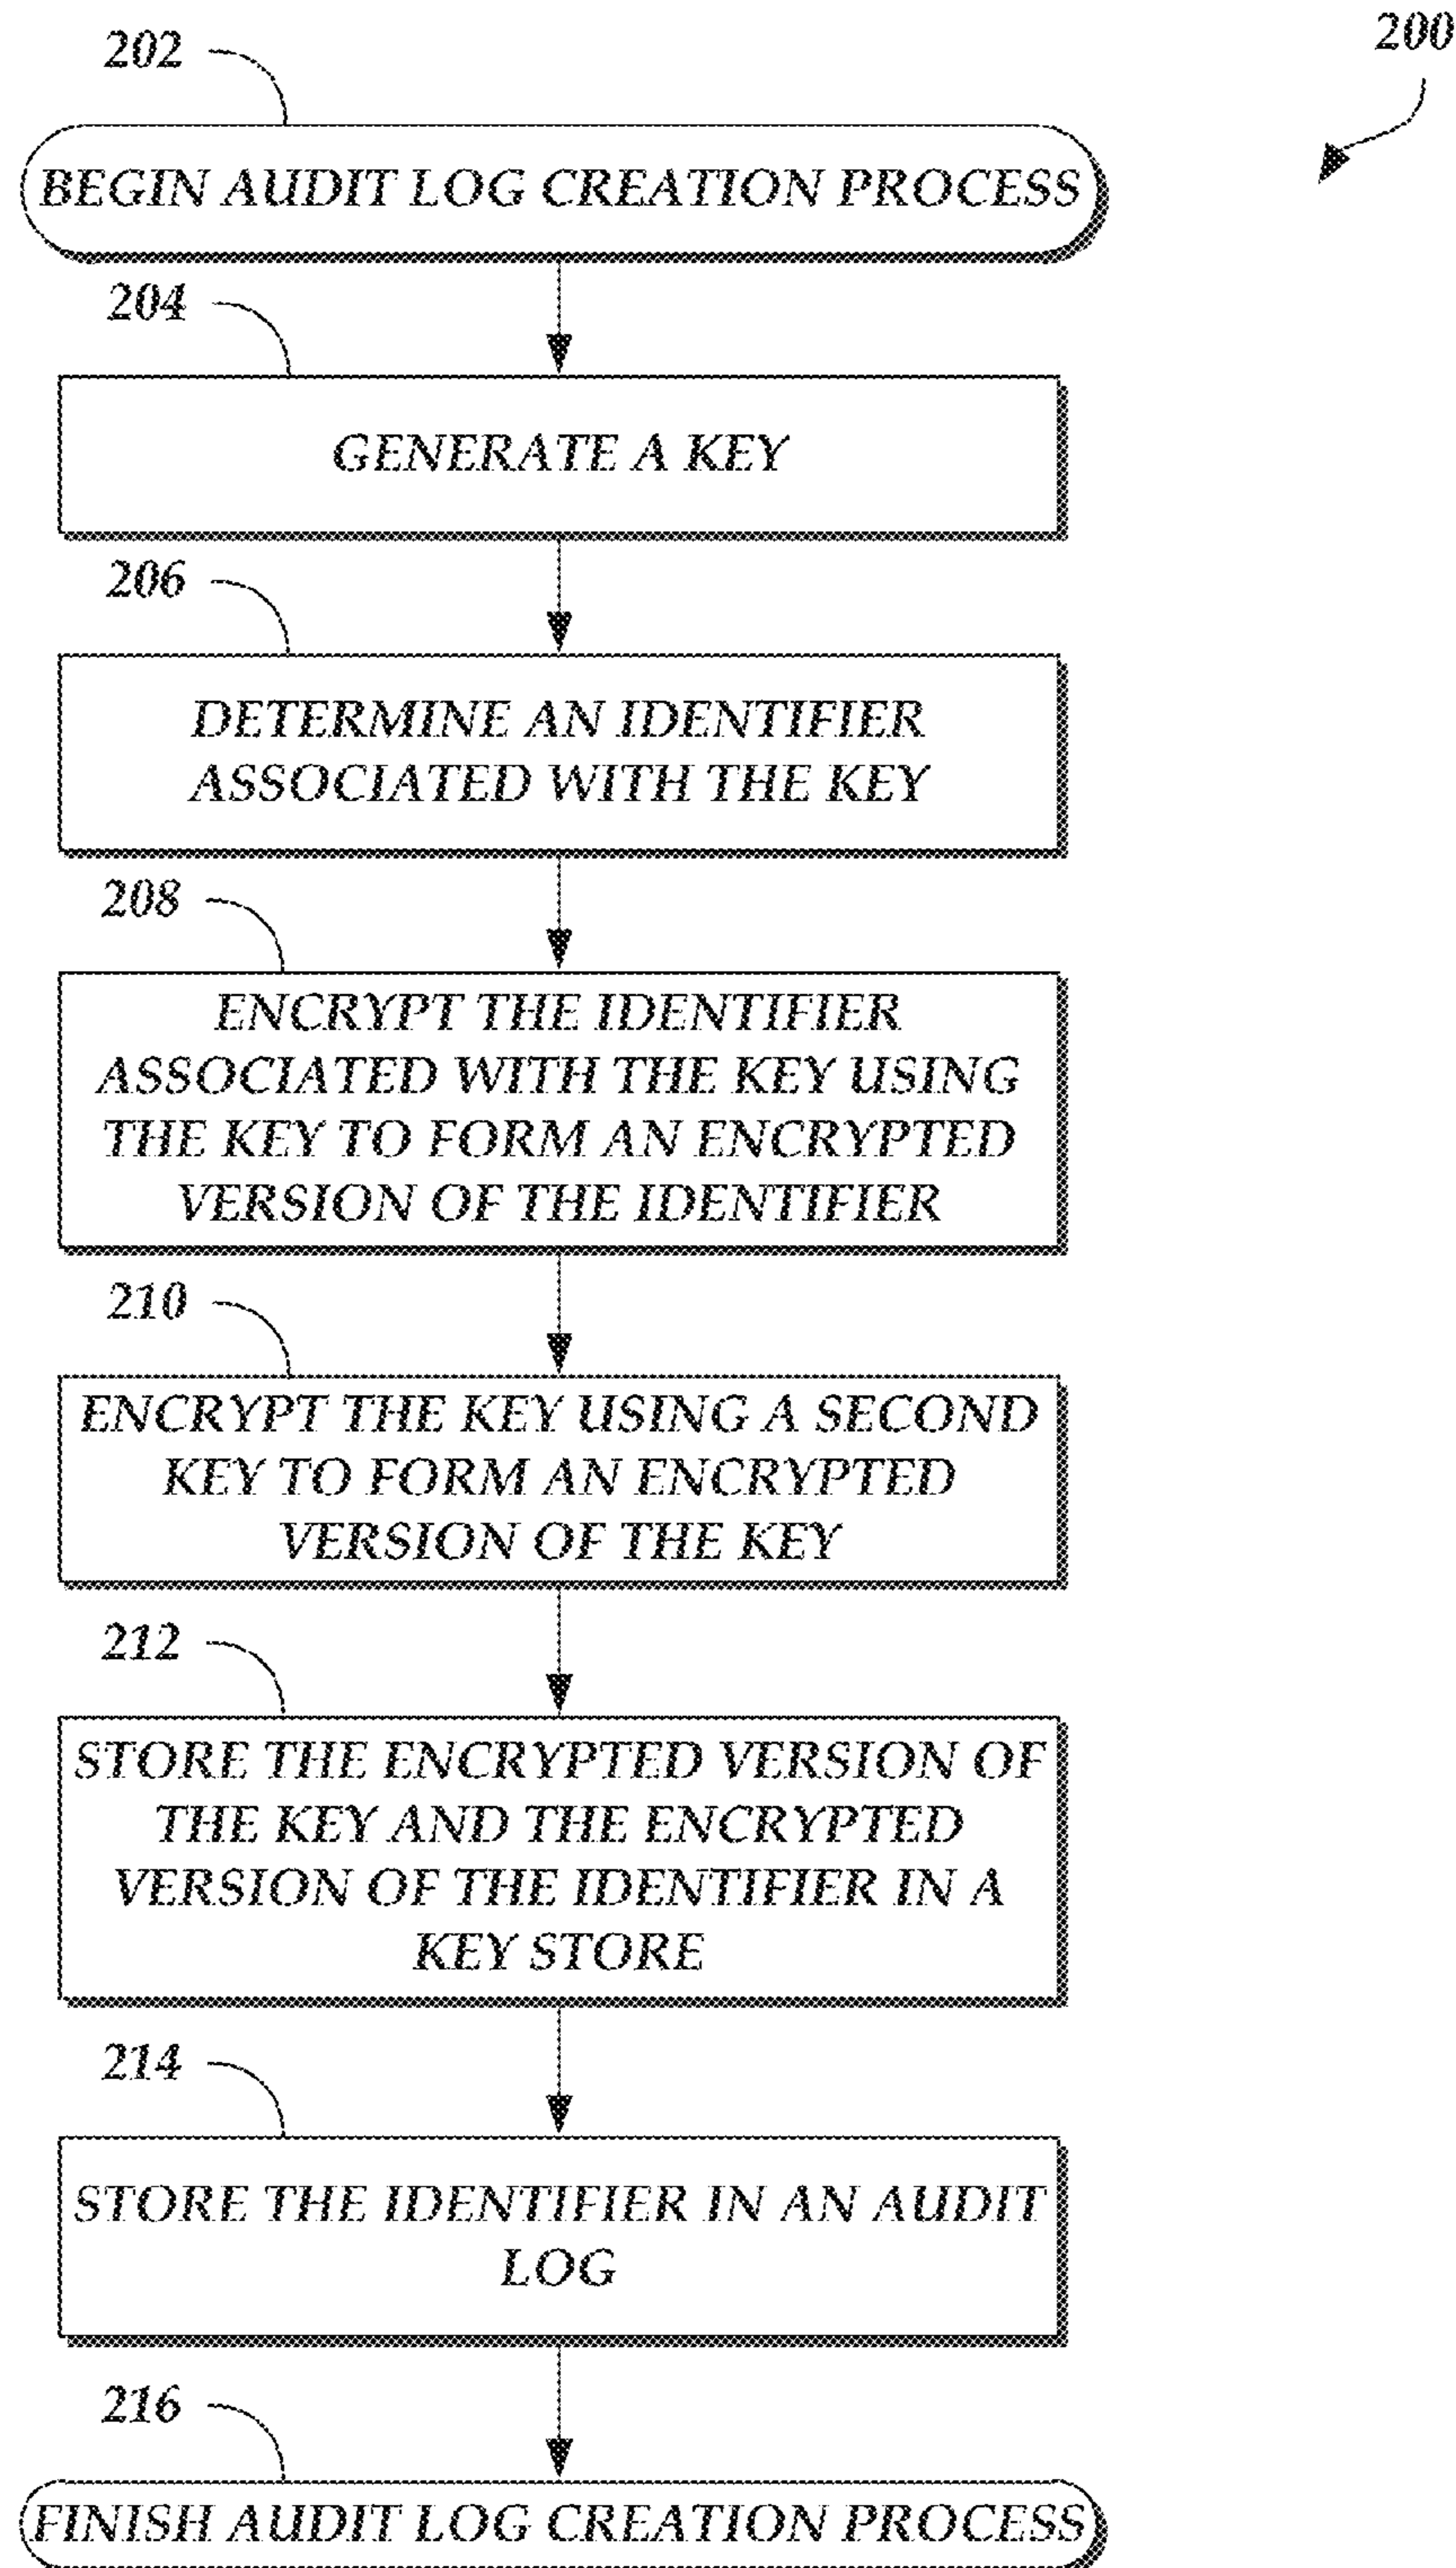 202
200
BEGIN AUDIT LOG CREATION PROCESS
204
GENERATE A KEY
206
DETERMINE AN IDENTIFIER
ASSOCIATED WITH THE KEY
208
ENCRYPT THE IDENTIFIER
ASSOCIATED WITH THE KEY USING
THE KEY TO FORM AN ENCRYPTED
VERSION OF THE IDENTIFIER
210
ENCRYPT THE KEY USING A SECOND
KEY TO FORM AN ENCRYPTED
VERSION OF THE KEY
212
STORE THE ENCRYPTED VERSION OF
THE KEY AND THE ENCRYPTED
VERSION OF THE IDENTIFIER IN A
KEY STORE
214
STORE THE IDENTIFIER IN AN AUDIT
LOG
216
FINISH AUDIT LOG CREATION PROCESS